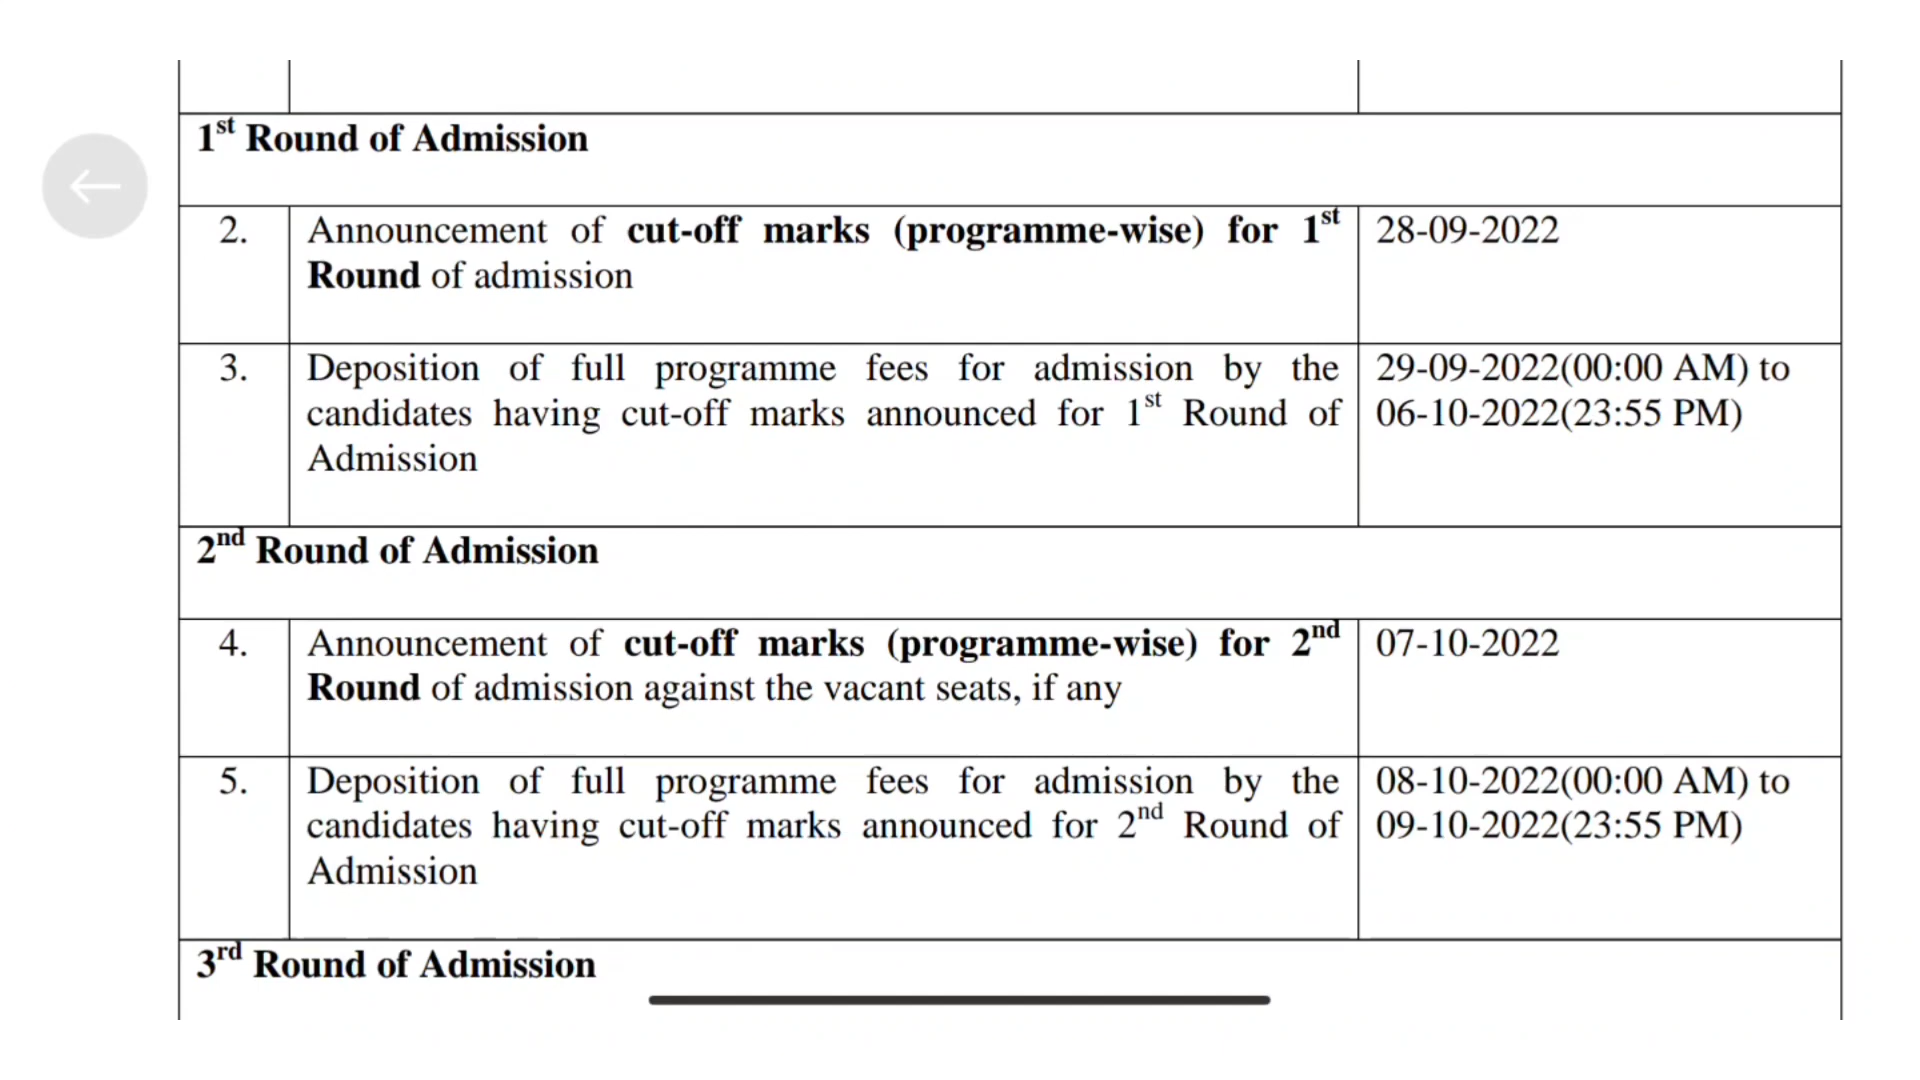 1st Round of Admission
2. Announcement of cut-off marks (programme-wise) for 1st 28-09-2022
Round of admission
3. Deposition of full programme fees for admission by the 29-09-2022(00:00 AM) to
candidates having cut-off marks announced for 1st Round of 06-10-2022(23:55 PM)
Admission
2nd Round of Admission
4. Announcement of cut-off marks (programme-wise) for 2nd 07-10-2022
Round of admission against the vacant seats, if any
5. Deposition of full programme fees for admission by the 08-10-2022(00:00 AM) to
candidates having cut-off marks announced for 2nd Round of 09-10-2022(23:55 PM)
Admission
3rd Round of Admission